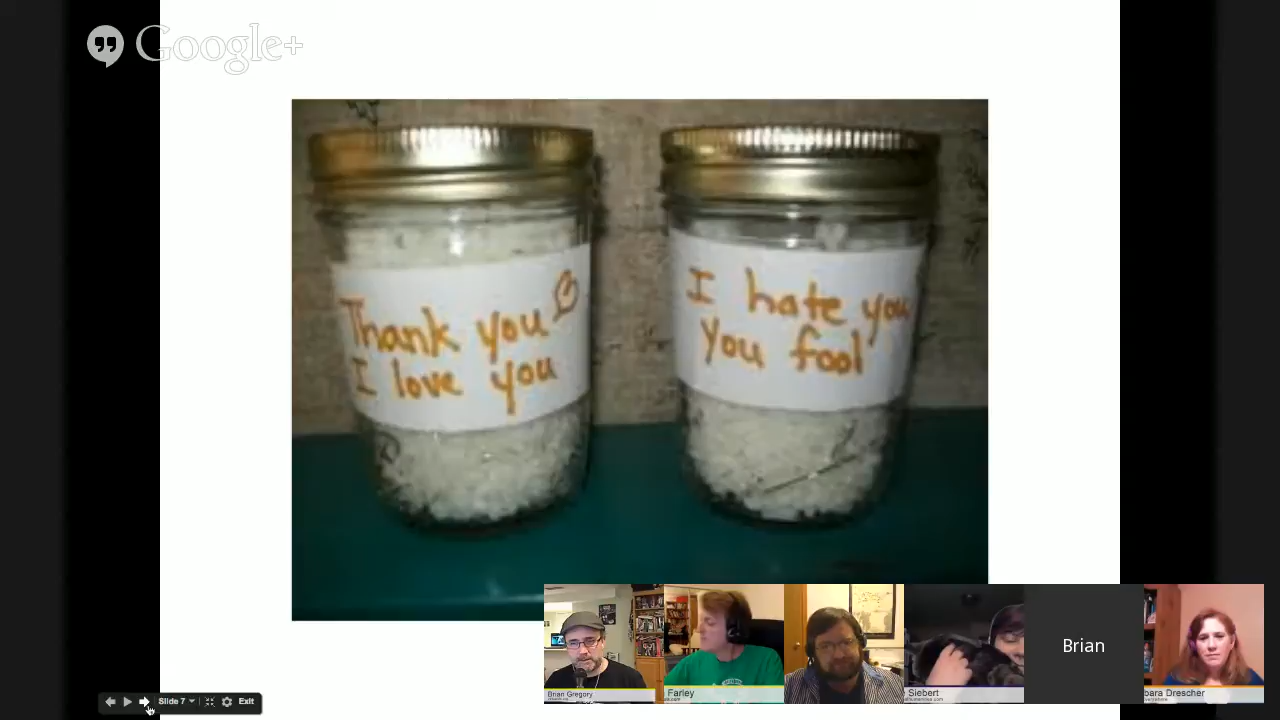 Google+
Thank you
I love you
I hate you
You fool
Brian Gregory
Farley
Siebert
Brian
bara Drescher
Slide 7
Exit